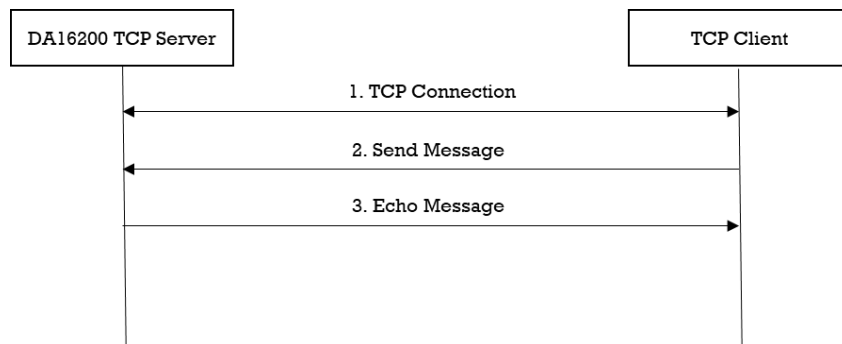 DA16200 TCP Server
TCP Client
1. TCP Connection
2. Send Message
3. Echo Message